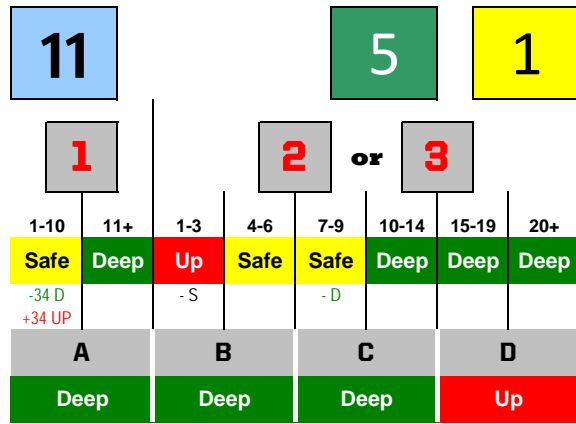 11 5 1
1 2 or 3
1-10 11+ 1-3 4-6 7-9 10-14 15-19 20+
Safe Deep Up Safe Safe Deep Deep Deep
-34 D - S - D
+34 UP
A B C D
Deep Deep Deep Up